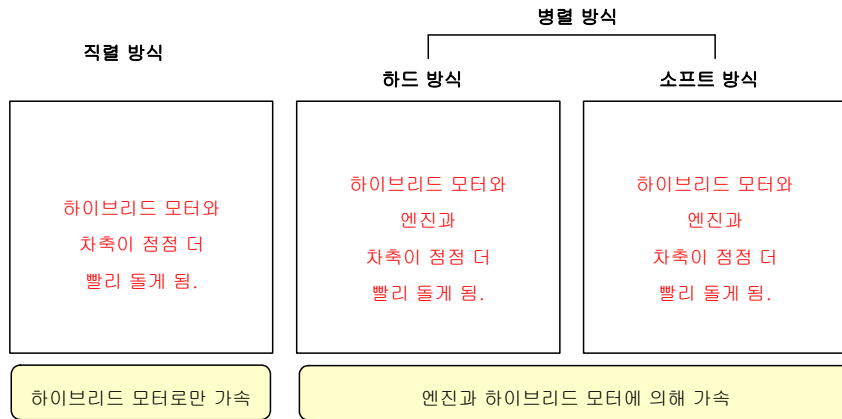 병렬 방식
직렬 방식
하드 방식
소프트 방식
하이브리드 모터와
차축이 점점 더
빨리 돌게 됨.
하이브리드 모터와
엔진과
차축이 점점 더
빨리 돌게 됨.
하이브리드 모터와
엔진과
차축이 점점 더
빨리 돌게 됨.
하이브리드 모터로만 가속
엔진과 하이브리드 모터에 의해 가속